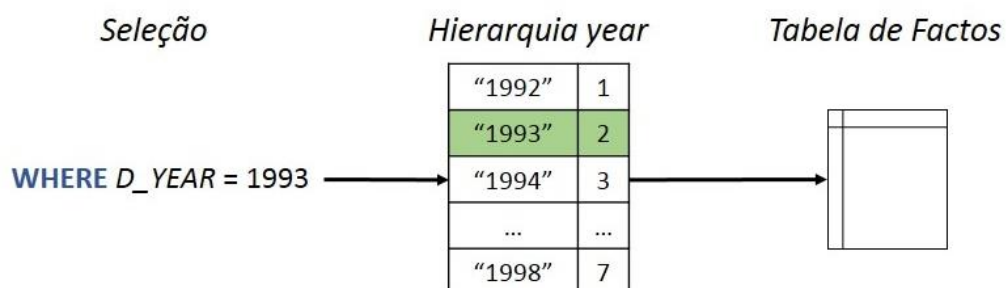 Seleção
Hierarquia year
Tabela de Factos
"1992" 1
"1993" 2
WHERE D_YEAR = 1993
"1994" 3
... ...
"1998" 7